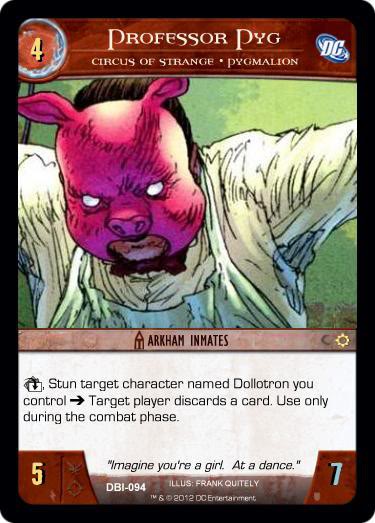 4
Professor Pyg
DC
Circus of Strange • Pygmalion
ARKHAM INMATES
, Stun target character named Dollotron you
control ➔ Target player discards a card. Use only
during the combat phase.
"Imagine you're a girl. At a dance."
5
DBI-094
ILLUS: FRANK QUITELY
7
™ & © 2012 DC Entertainment